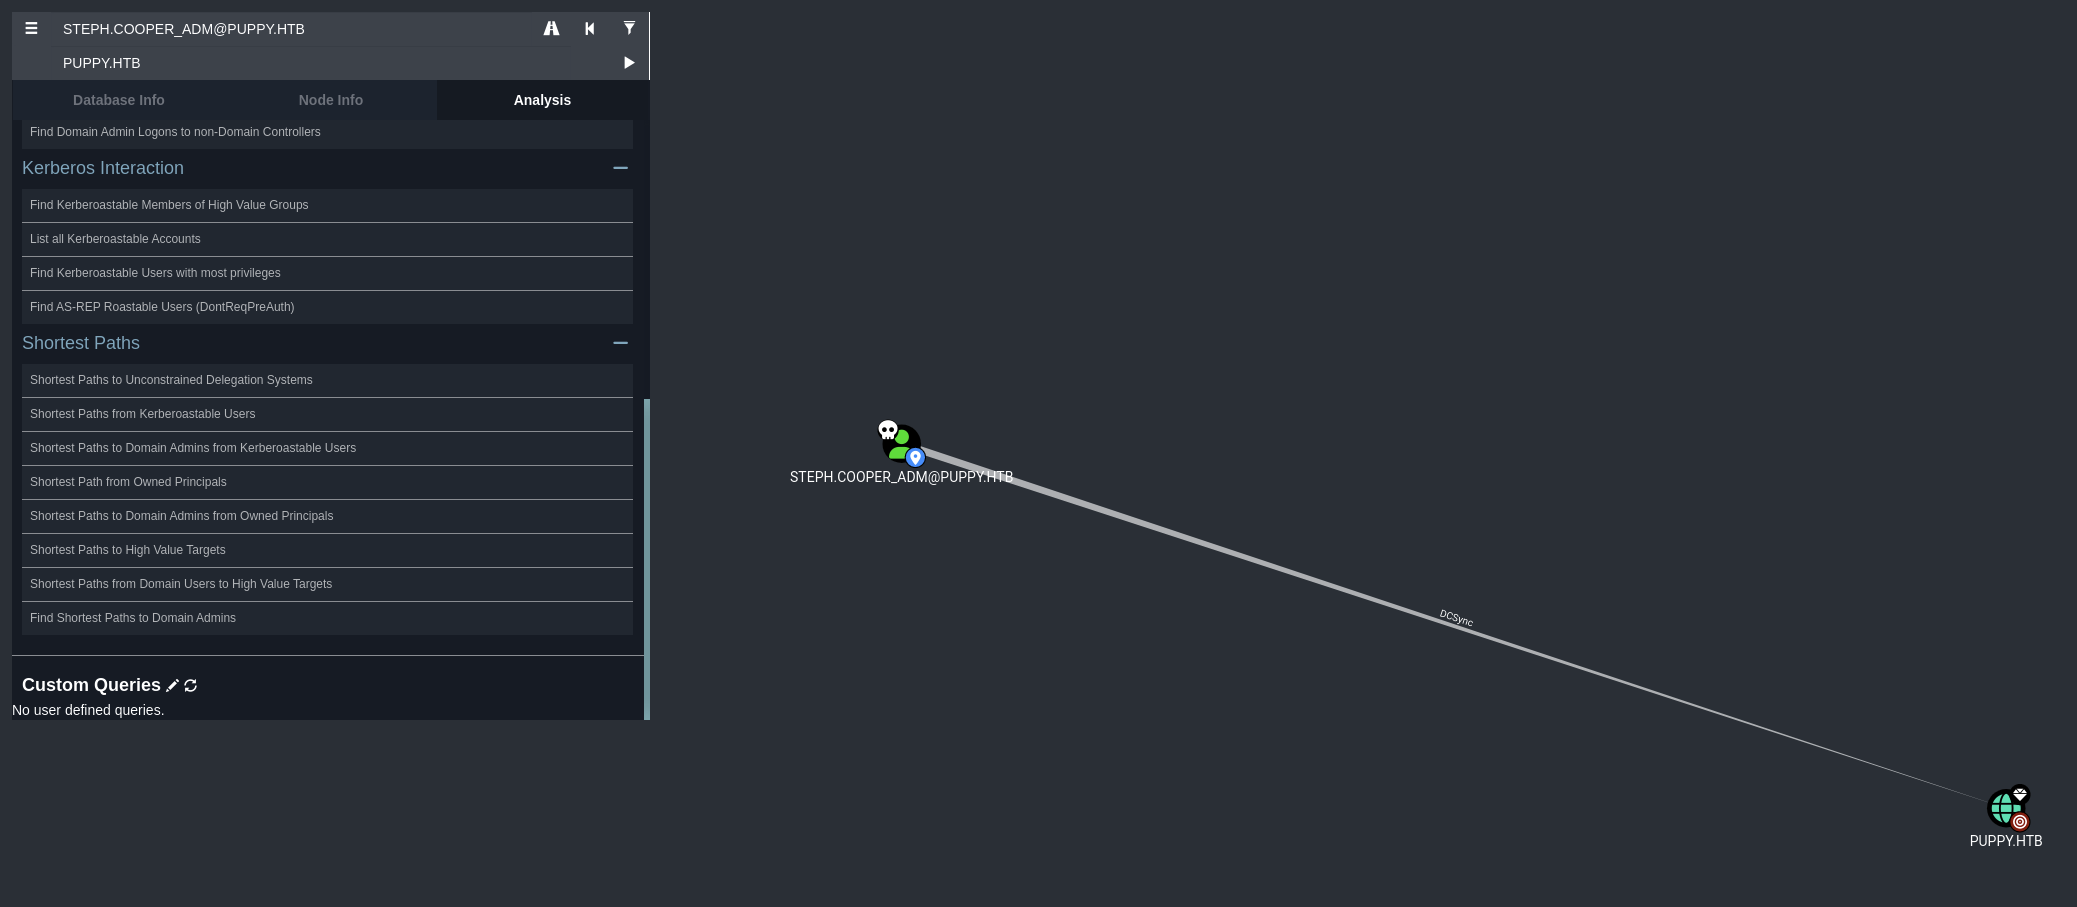 STEPH.COOPER_ADM@PUPPY.HTB
PUPPY.HTB
Database Info
Node Info
Analysis
Find Domain Admin Logons to non-Domain Controllers
Kerberos Interaction
Find Kerberoastable Members of High Value Groups
List all Kerberoastable Accounts
Find Kerberoastable Users with most privileges
Find AS-REP Roastable Users (DontReqPreAuth)
Shortest Paths
Shortest Paths to Unconstrained Delegation Systems
Shortest Paths from Kerberoastable Users
Shortest Paths to Domain Admins from Kerberoastable Users
Shortest Path from Owned Principals
Shortest Paths to Domain Admins from Owned Principals
Shortest Paths to High Value Targets
Shortest Paths from Domain Users to High Value Targets
Find Shortest Paths to Domain Admins
Custom Queries
No user defined queries.
STEPH.COOPER_ADM@PUPPY.HTB
DCSync
PUPPY.HTB